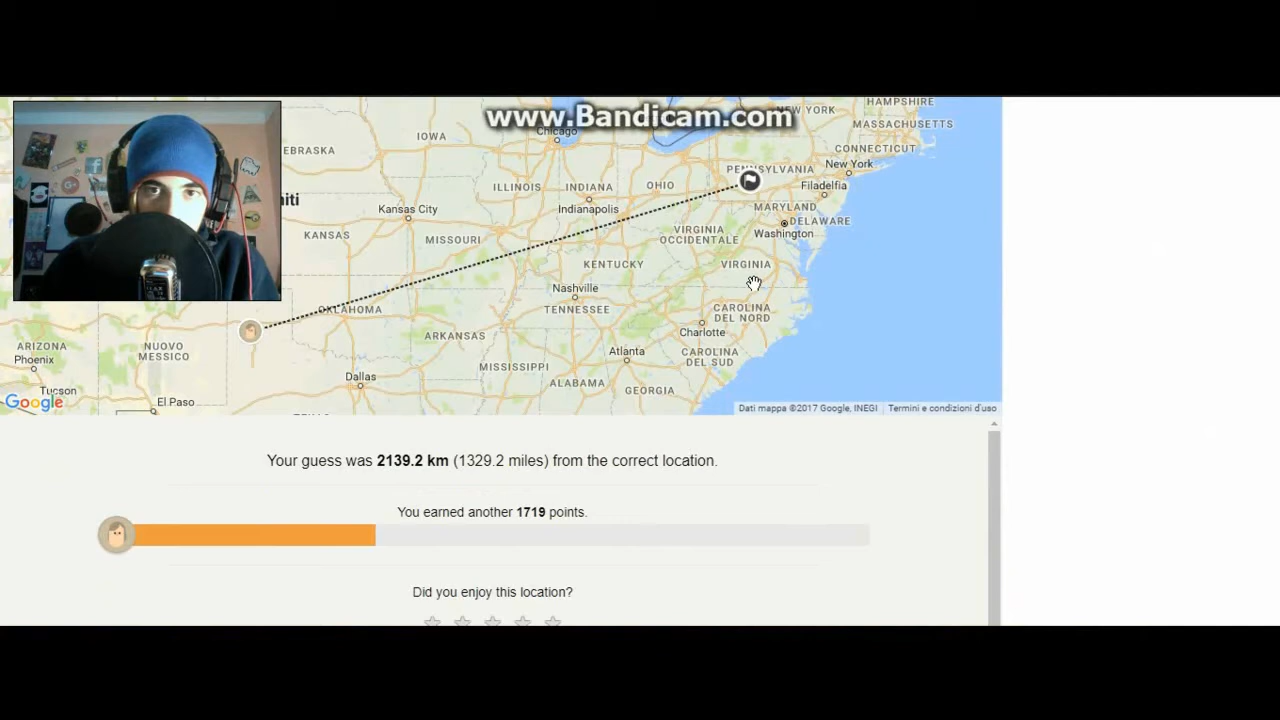 www.Bandicam.com
NEW YORK
HAMPSHIRE
MASSACHUSETTS
CONNECTICUT
IOWA
Chicago
EBRASKA
ILLINOIS
INDIANA
OHIO
PENNSYLVANIA
New York
Filadelfia
MARYLAND
DELAWARE
Washington
niti
Kansas City
Indianapolis
KANSAS
MISSOURI
VIRGINIA
OCCIDENTALE
KENTUCKY
VIRGINIA
Nashville
TENNESSEE
OKLAHOMA
CAROLINA
DEL NORD
ARKANSAS
Charlotte
ARIZONA
NUOVO
MESSICO
Phoenix
Atlanta
CAROLINA
DEL SUD
MISSISSIPPI
Dallas
ALABAMA
GEORGIA
Tucson
El Paso
Google
Dati mappa ©2017 Google, INEGI
Termini e condizioni d'uso
Your guess was 2139.2 km (1329.2 miles) from the correct location.
You earned another 1719 points.
Did you enjoy this location?